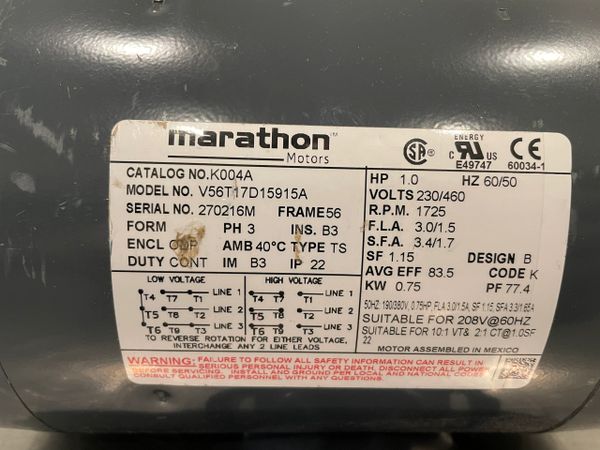 marathon™
Motors
CATALOG NO. K004A
MODEL NO. V56T17D15915A
SERIAL NO. 270216M FRAME 56
FORM PH 3 INS. B3
ENCL AMB 40°C TYPE TS
DUTY CONT IM B3 IP 22
SA ®
ENERGY
C UR US
E49747
CE
60034-1
HP 1.0 HZ 60/50
VOLTS 230/460
R.P.M. 1725
F.L.A. 3.0/1.5
S.F.A. 3.4/1.7
SF 1.15 DESIGN B
AVG EFF 83.5 CODE K
KW 0.75 PF 77.4
50HZ, 190/380V, 0.75HP, FLA 3.0/1.5A, SF 1.15, SFA 3.3/1.65A
SUITABLE FOR 208V@60HZ
SUITABLE FOR 10:1 VT& 2:1 CT@1.0SF
22
MOTOR ASSEMBLED IN MEXICO
LOW VOLTAGE HIGH VOLTAGE
T4 T7 T1 LINE 1 T4 T7 T1 LINE 1
T5 T8 T2 LINE 2 T5 T8 T2 LINE 2
T6 T9 T3 LINE 3 T6 T9 T3 LINE 3
TO REVERSE ROTATION FOR EITHER VOLTAGE,
INTERCHANGE ANY 2 LINE LEADS
WARNING: FAILURE TO FOLLOW ALL SAFETY INFORMATION CAN RESULT IN
SERIOUS PERSONAL INJURY OR DEATH. DISCONNECT ALL POWER
BEFORE SERVICING. INSTALL AND GROUND PER LOCAL AND NATIONAL
CODES. CONTACT FOR ANY QUESTIONS.